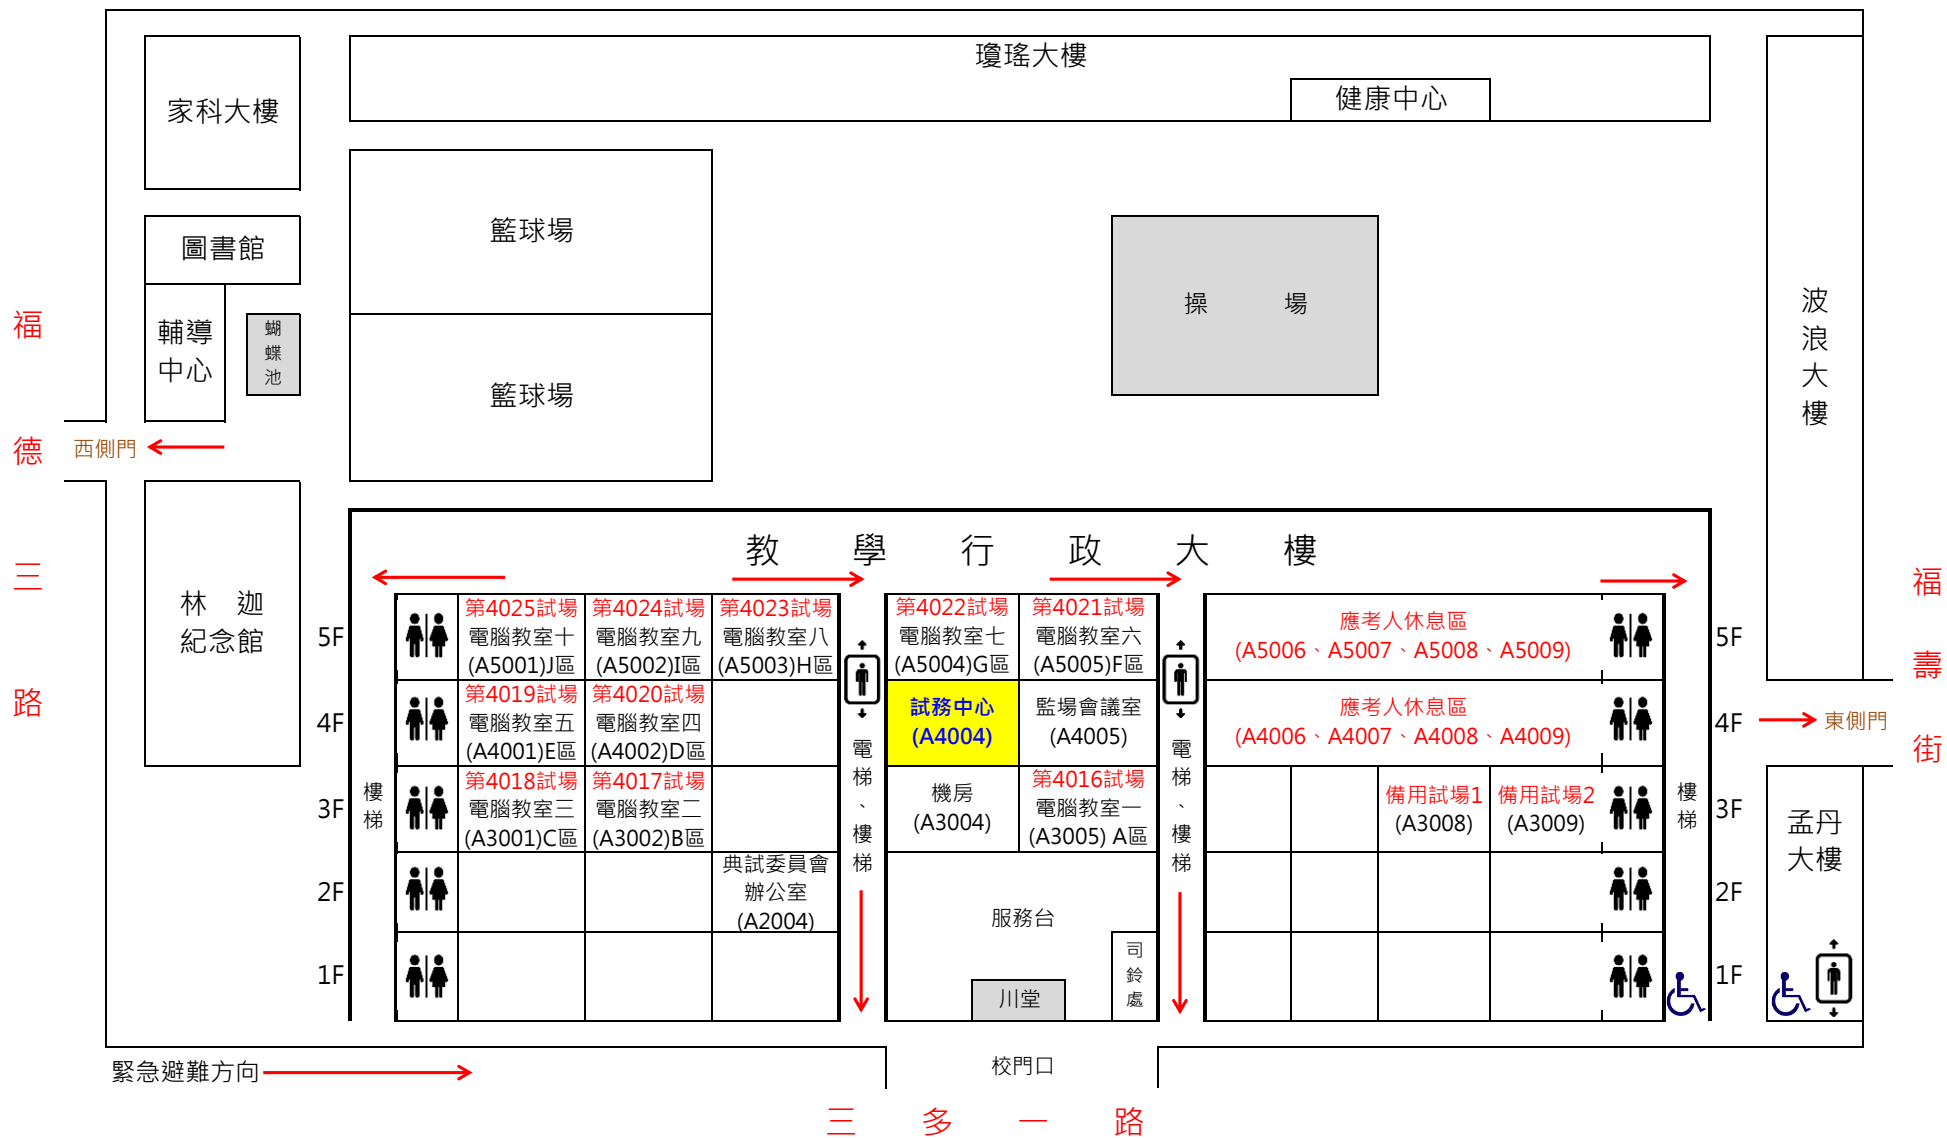 瓊瑤大樓
健康中心
家科大樓
籃球場
圖書館
操場
輔導
中心
蝴
蝶
池
籃球場
波
浪
大
樓
福
德
三
路
西側門
林 迦
紀念館
教學行政大樓
5F
第4025試場
電腦教室十
(A5001)J區
第4024試場
電腦教室九
(A5002)I區
第4023試場
電腦教室八
(A5003)H區
第4022試場
電腦教室七
(A5004)G區
第4021試場
電腦教室六
(A5005)F區
應考人休息區
(A5006、A5007、A5008、A5009)
5F
4F
第4019試場
電腦教室五
(A4001)E區
第4020試場
電腦教室四
(A4002)D區
試務中心
(A4004)
監場會議室
(A4005)
應考人休息區
(A4006、A4007、A4008、A4009)
4F
東側門
福
壽
街
樓
梯
3F
第4018試場
電腦教室三
(A3001)C區
第4017試場
電腦教室二
(A3002)B區
電
梯
、
樓
梯
機房
(A3004)
第4016試場
電腦教室一
(A3005) A區
電
梯
、
樓
梯
備用試場1
(A3008)
備用試場2
(A3009)
樓
梯
3F
孟丹
大樓
2F
典試委員會
辦公室
(A2004)
服務台
2F
1F
川堂
司
鈴
處
1F
緊急避難方向
校門口
三多一路